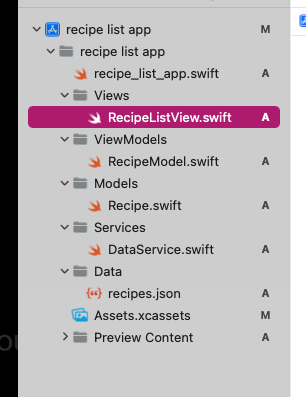 recipe list app M
recipe list app
recipe_list_app.swift A
Views
RecipeListView.swift A
ViewModels
RecipeModel.swift A
Models
Recipe.swift A
Services
DataService.swift A
Data
recipes.json A
Assets.xcassets M
Preview Content A